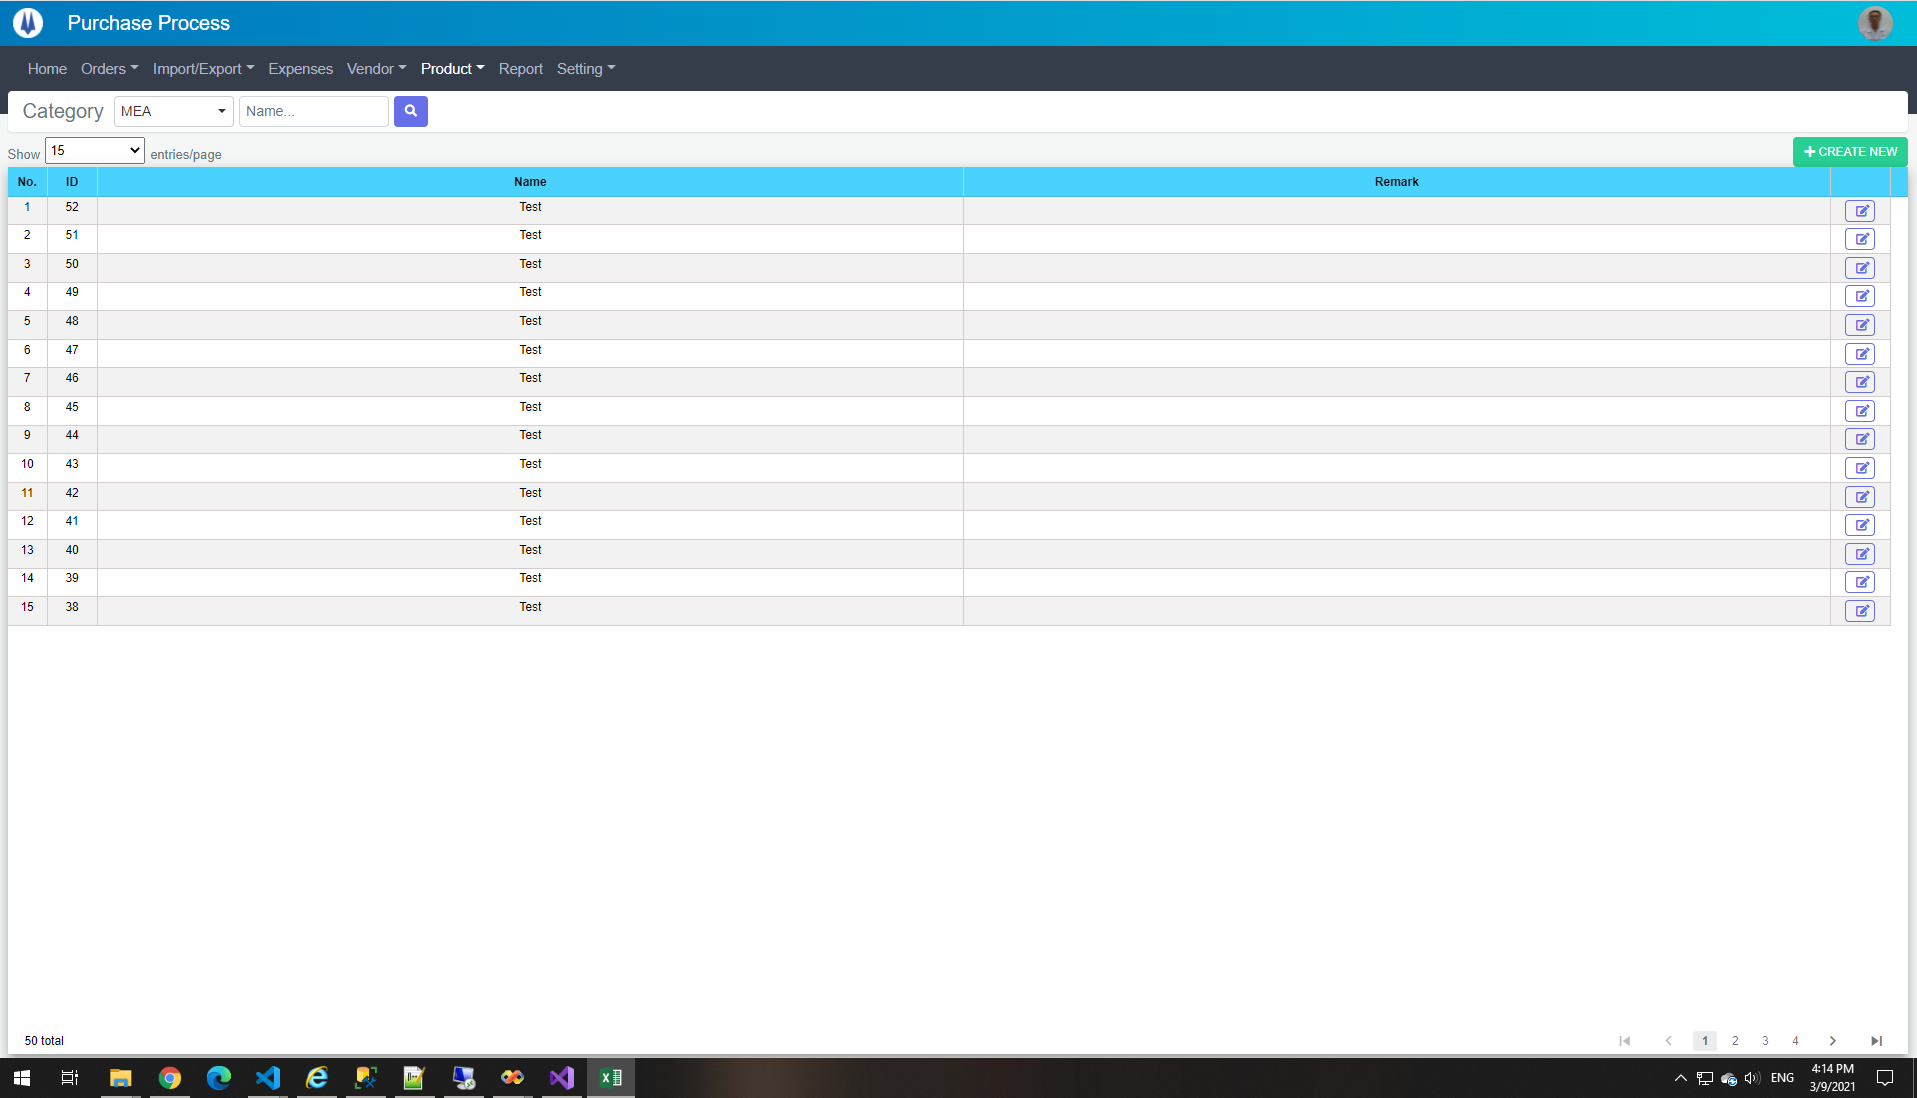 Purchase Process
Home Orders Import/Export Expenses Vendor Product Report Setting
Category MEA Name...
Show 15 entries/page
CREATE NEW
No. ID Name Remark
1 52 Test
2 51 Test
3 50 Test
4 49 Test
5 48 Test
6 47 Test
7 46 Test
8 45 Test
9 44 Test
10 43 Test
11 42 Test
12 41 Test
13 40 Test
14 39 Test
15 38 Test
50 total
1 2 3 4
ENG
4:14 PM
3/9/2021